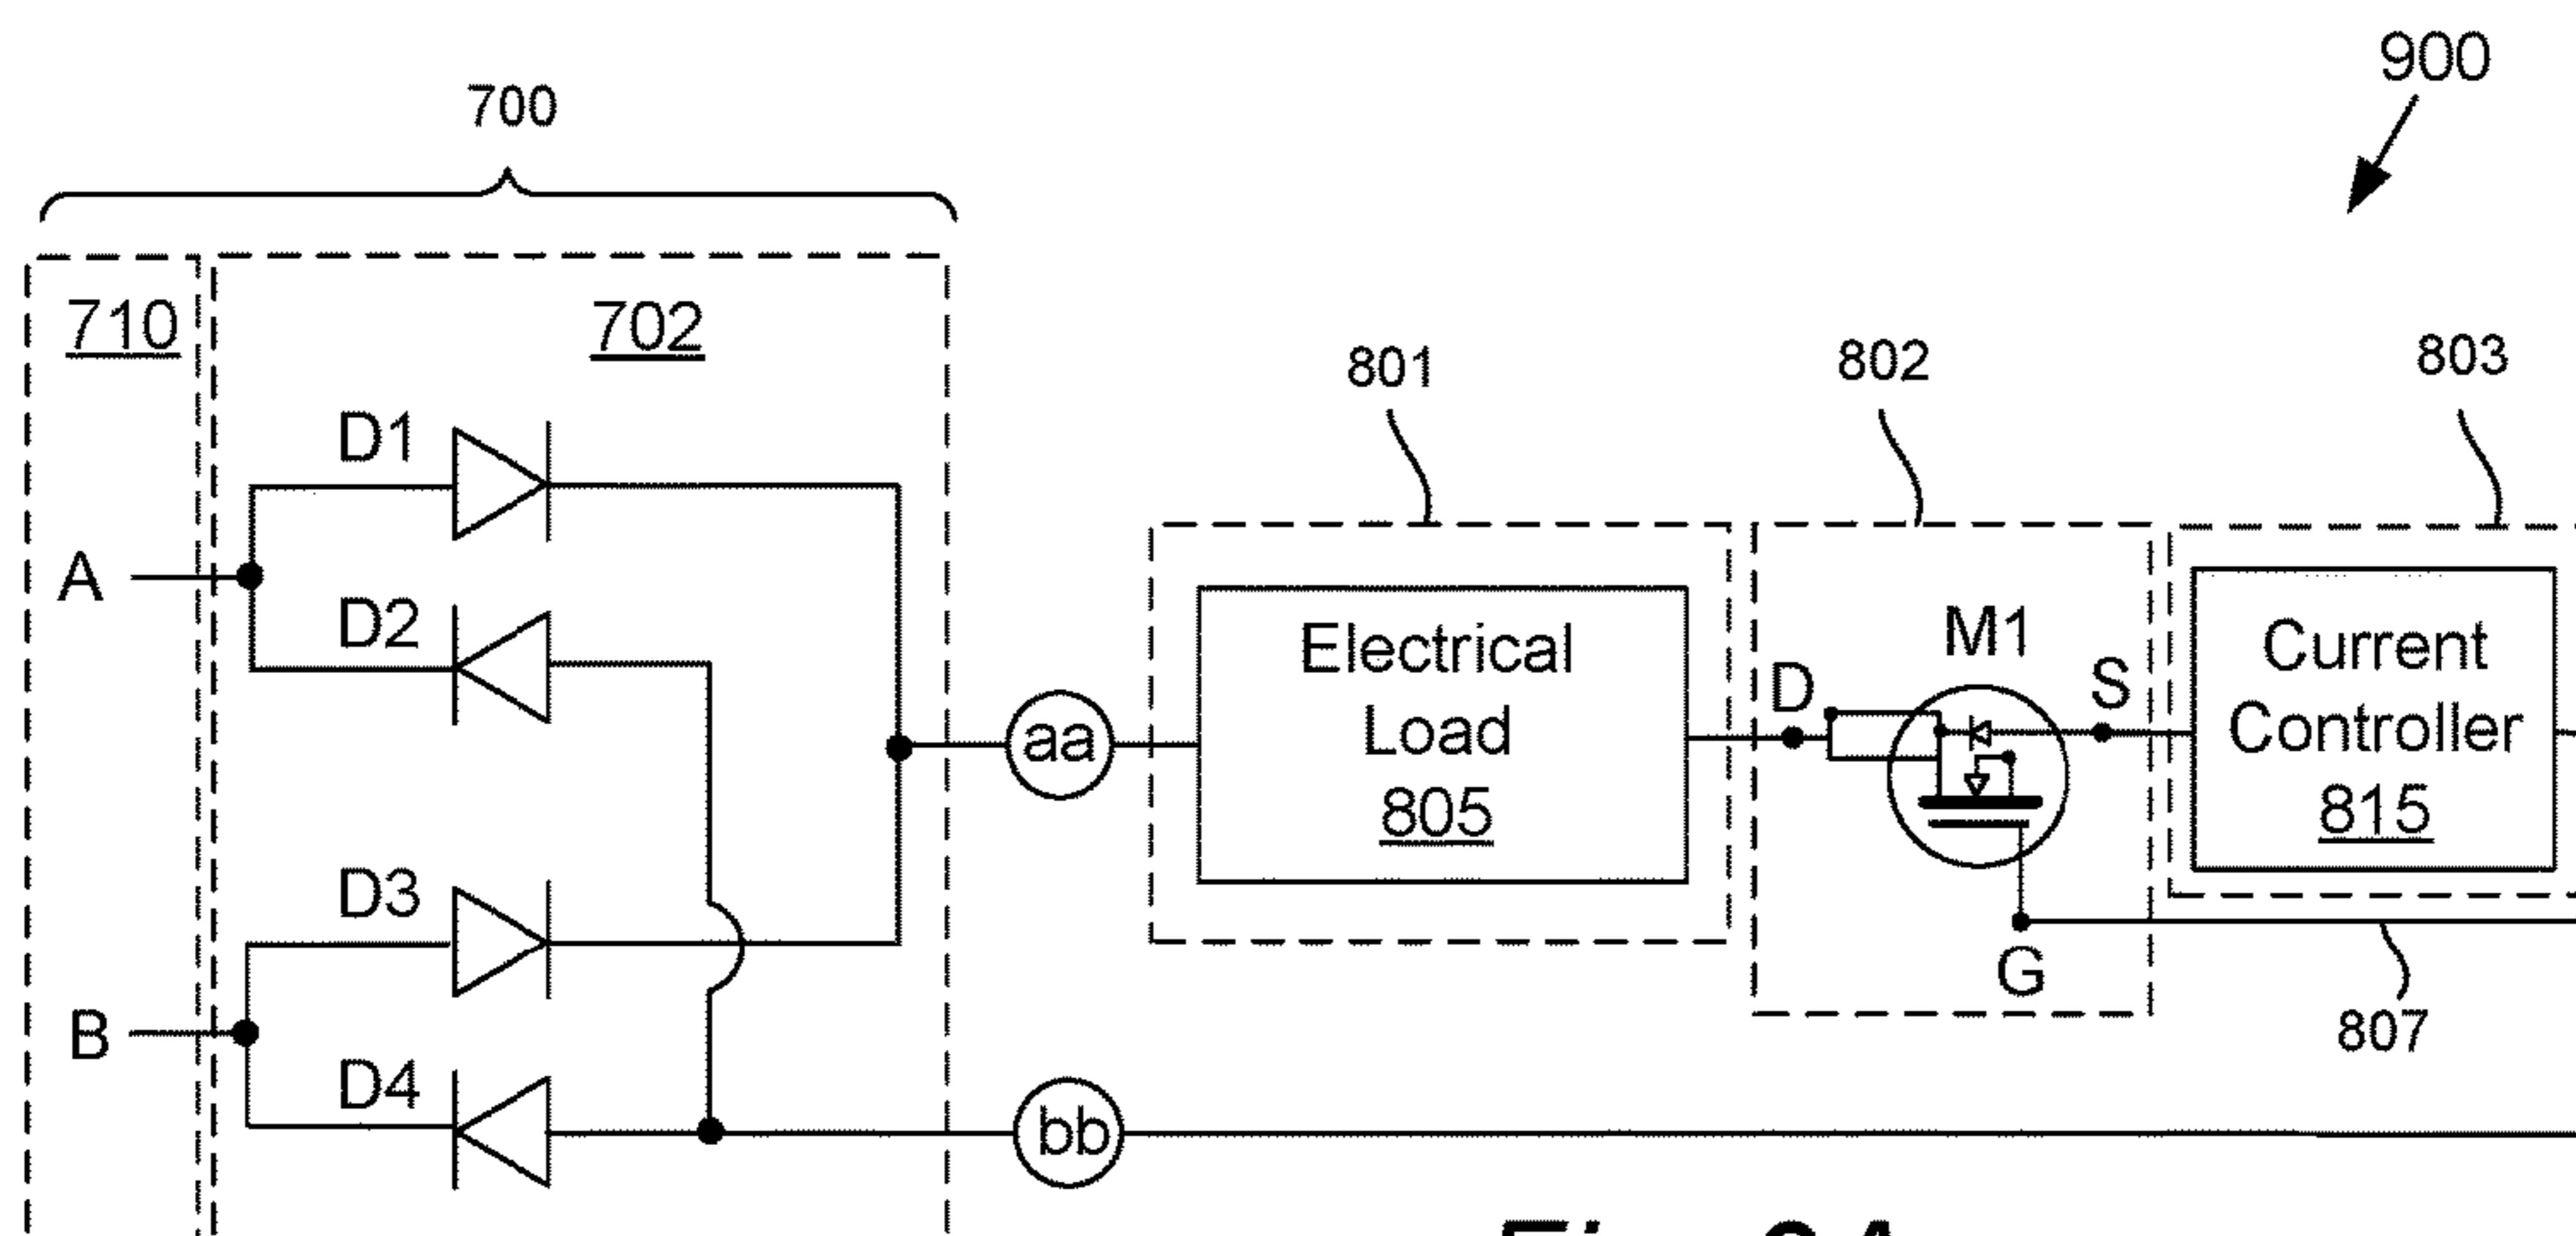 900
700
710
702
801
802
803
D1
A
D2
aa
Electrical
Load
805
D
M1
S
Current
Controller
815
D3
G
B
807
D4
bb